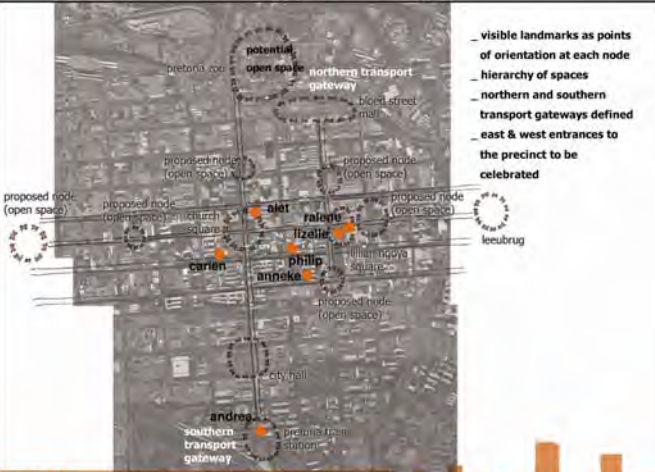 potential
open space
pretoria zoo
northern transport
gateway
bloed street
mall
proposed node
(open space)
proposed node
(open space)
proposed node
(open space)
proposed node
(open space)
proposed node
(open space)
church
square
alet
ralene
lizelle
philip
carien
anneke
lillian ngoya
square
leeubrug
proposed node
(open space)
city hall
andrea
southern
transport
gateway
pretoria train
station
_ visible landmarks as points
of orientation at each node
_ hierarchy of spaces
_ northern and southern
transport gateways defined
_ east & west entrances to
the precinct to be
celebrated